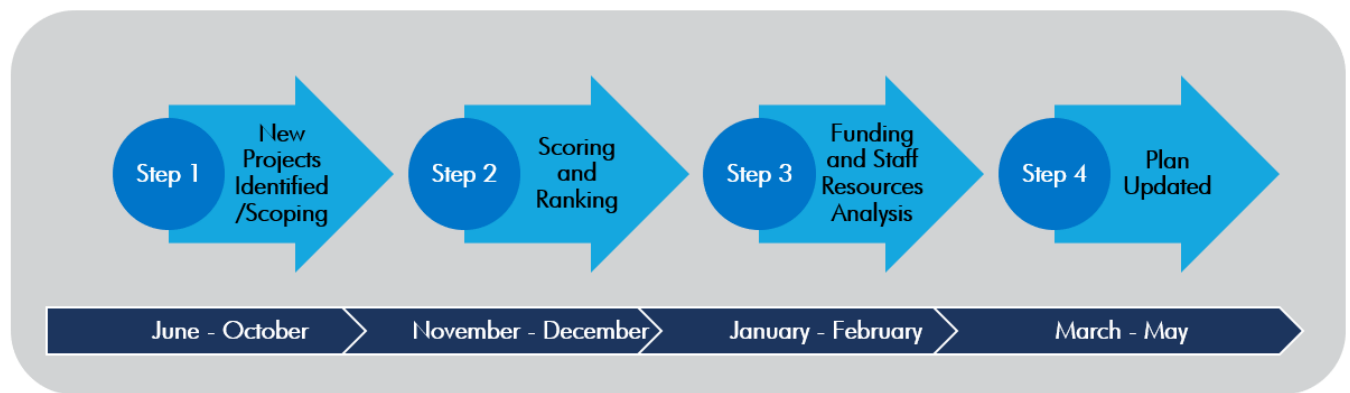 Step 1
New
Projects
Identified
/Scoping
Step 2
Scoring
and
Ranking
Step 3
Funding
and Staff
Resources
Analysis
Step 4
Plan
Updated
June - October
November - December
January - February
March - May